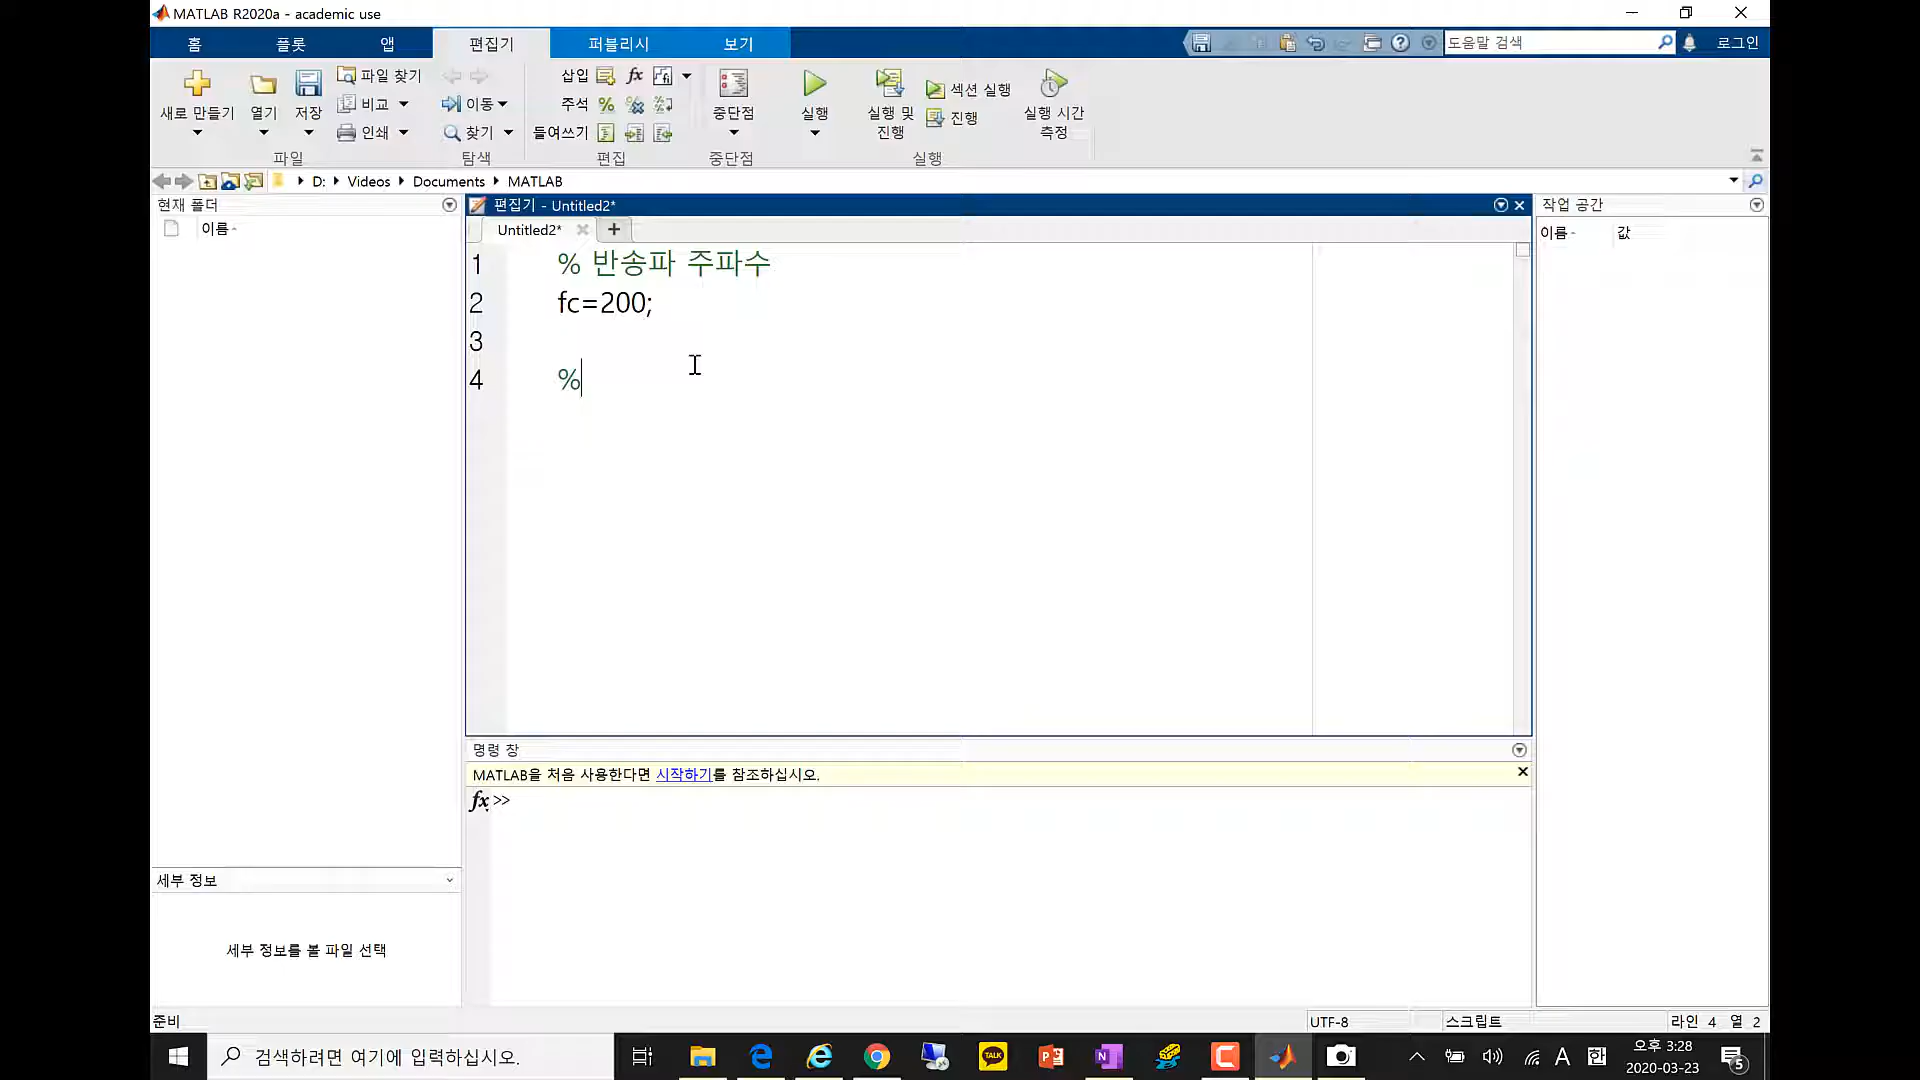 MATLAB R2020a - academic use
홈 플롯 앱 편집기 퍼블리시 보기 도움말 검색 로그인
새로 만들기 열기 저장 파일 찾기 비교 인쇄 이동 찾기 삽입 fx 주석 들여쓰기 중단점 실행 실행 및 진행 섹션 실행 진행 실행 시간 측정
파일 탐색 편집 중단점 실행
D: Videos Documents MATLAB
현재 폴더 편집기 - Untitled2* 작업 공간
이름 Untitled2* + 이름 값
1 % 반송파 주파수
2 fc=200;
3
4 %
명령 창
MATLAB을 처음 사용한다면 시작하기를 참조하십시오.
fx >>
세부 정보
세부 정보를 볼 파일 선택
준비 UTF-8 스크립트 라인 4 열 2
검색하려면 여기에 입력하십시오. TALK A 한 오후 3:28
2020-03-23 5